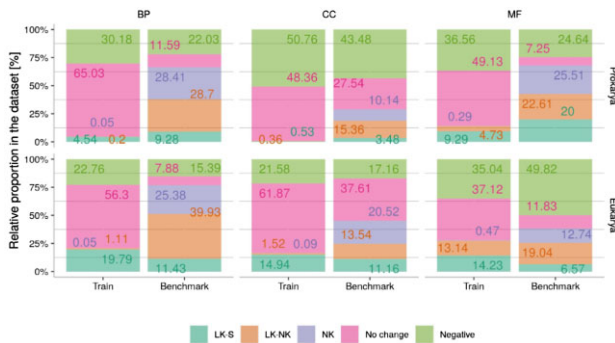 BP CC MF
Relative proportion in the dataset [%]
100%
75%
50%
25%
0%
30.18 22.03 50.76 43.48 36.56 24.64
11.59 7.25
65.03 28.41 48.36 27.54 49.13 25.51
0.05 28.7 10.14 0.29 22.61 20
4.54 0.2 9.28 0.36 0.53 15.36 3.48 9.29 4.73
Prokarya
100%
75%
50%
25%
0%
22.76 7.88 15.39 21.58 17.16 35.04 49.82
56.3 25.38 61.87 37.61 37.12 11.83
39.93 20.52
0.05 1.11 1.52 0.09 13.54 13.14 0.47 12.74
19.79 11.43 14.94 11.16 14.23 19.04 6.57
Eukarya
Train Benchmark Train Benchmark Train Benchmark
LK-S LK-NK NK No change Negative